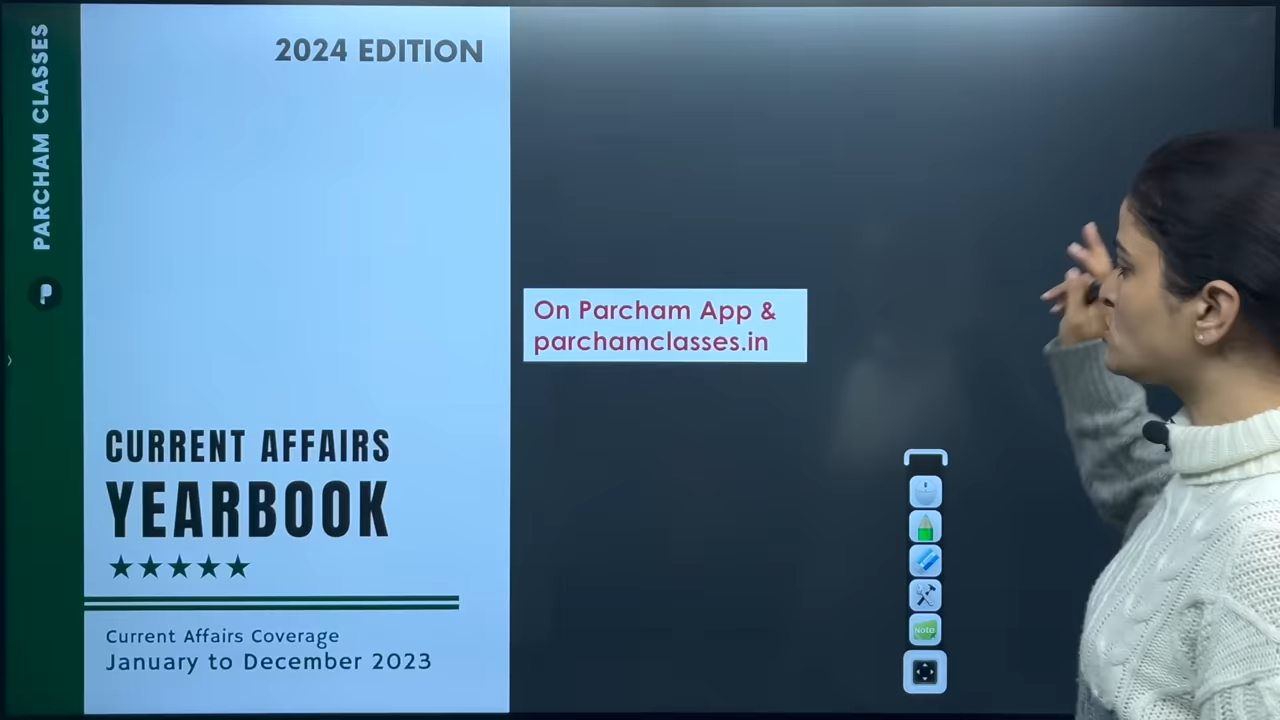 PARCHAM CLASSES
2024 EDITION
CURRENT AFFAIRS
YEARBOOK
Current Affairs Coverage
January to December 2023
On Parcham App &
parchamclasses.in
Note